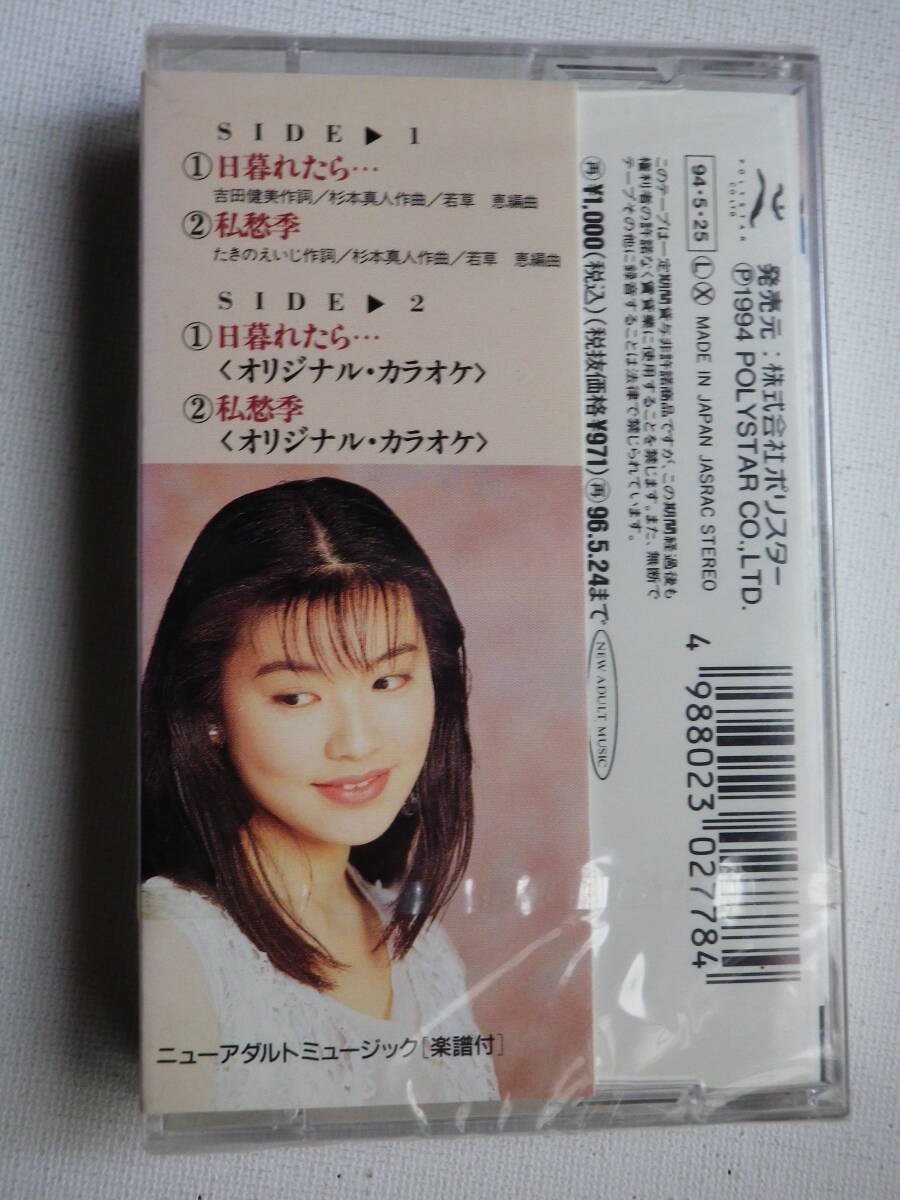 SIDE▶1
①日暮れたら…
吉田健美作詞／杉本真人作曲／若草　恵編曲
②私愁季
たきのえいじ作詞／杉本真人作曲／若草　恵編曲
SIDE▶2
①日暮れたら…
〈オリジナル・カラオケ〉
②私愁季
〈オリジナル・カラオケ〉
ニューアダルトミュージック[楽譜付]
POLYSTAR
CO.,LTD.
発売元：株式会社ポリスター
Ⓟ1994 POLYSTAR CO.,LTD.
94・5・25 Ⓛ Ⓧ MADE IN JAPAN JASRAC STEREO
このテープは一定期間貸与非許諾商品ですが、この期間経過後も
権利者の許諾なく賃貸業に使用することを禁じます。また、無断で
テープその他に録音することは法律で禁じられています。
㊢¥1,000(税込)(税抜価格¥971)㊢96.5.24まで
NEW ADULT MUSIC
4 988023 027784